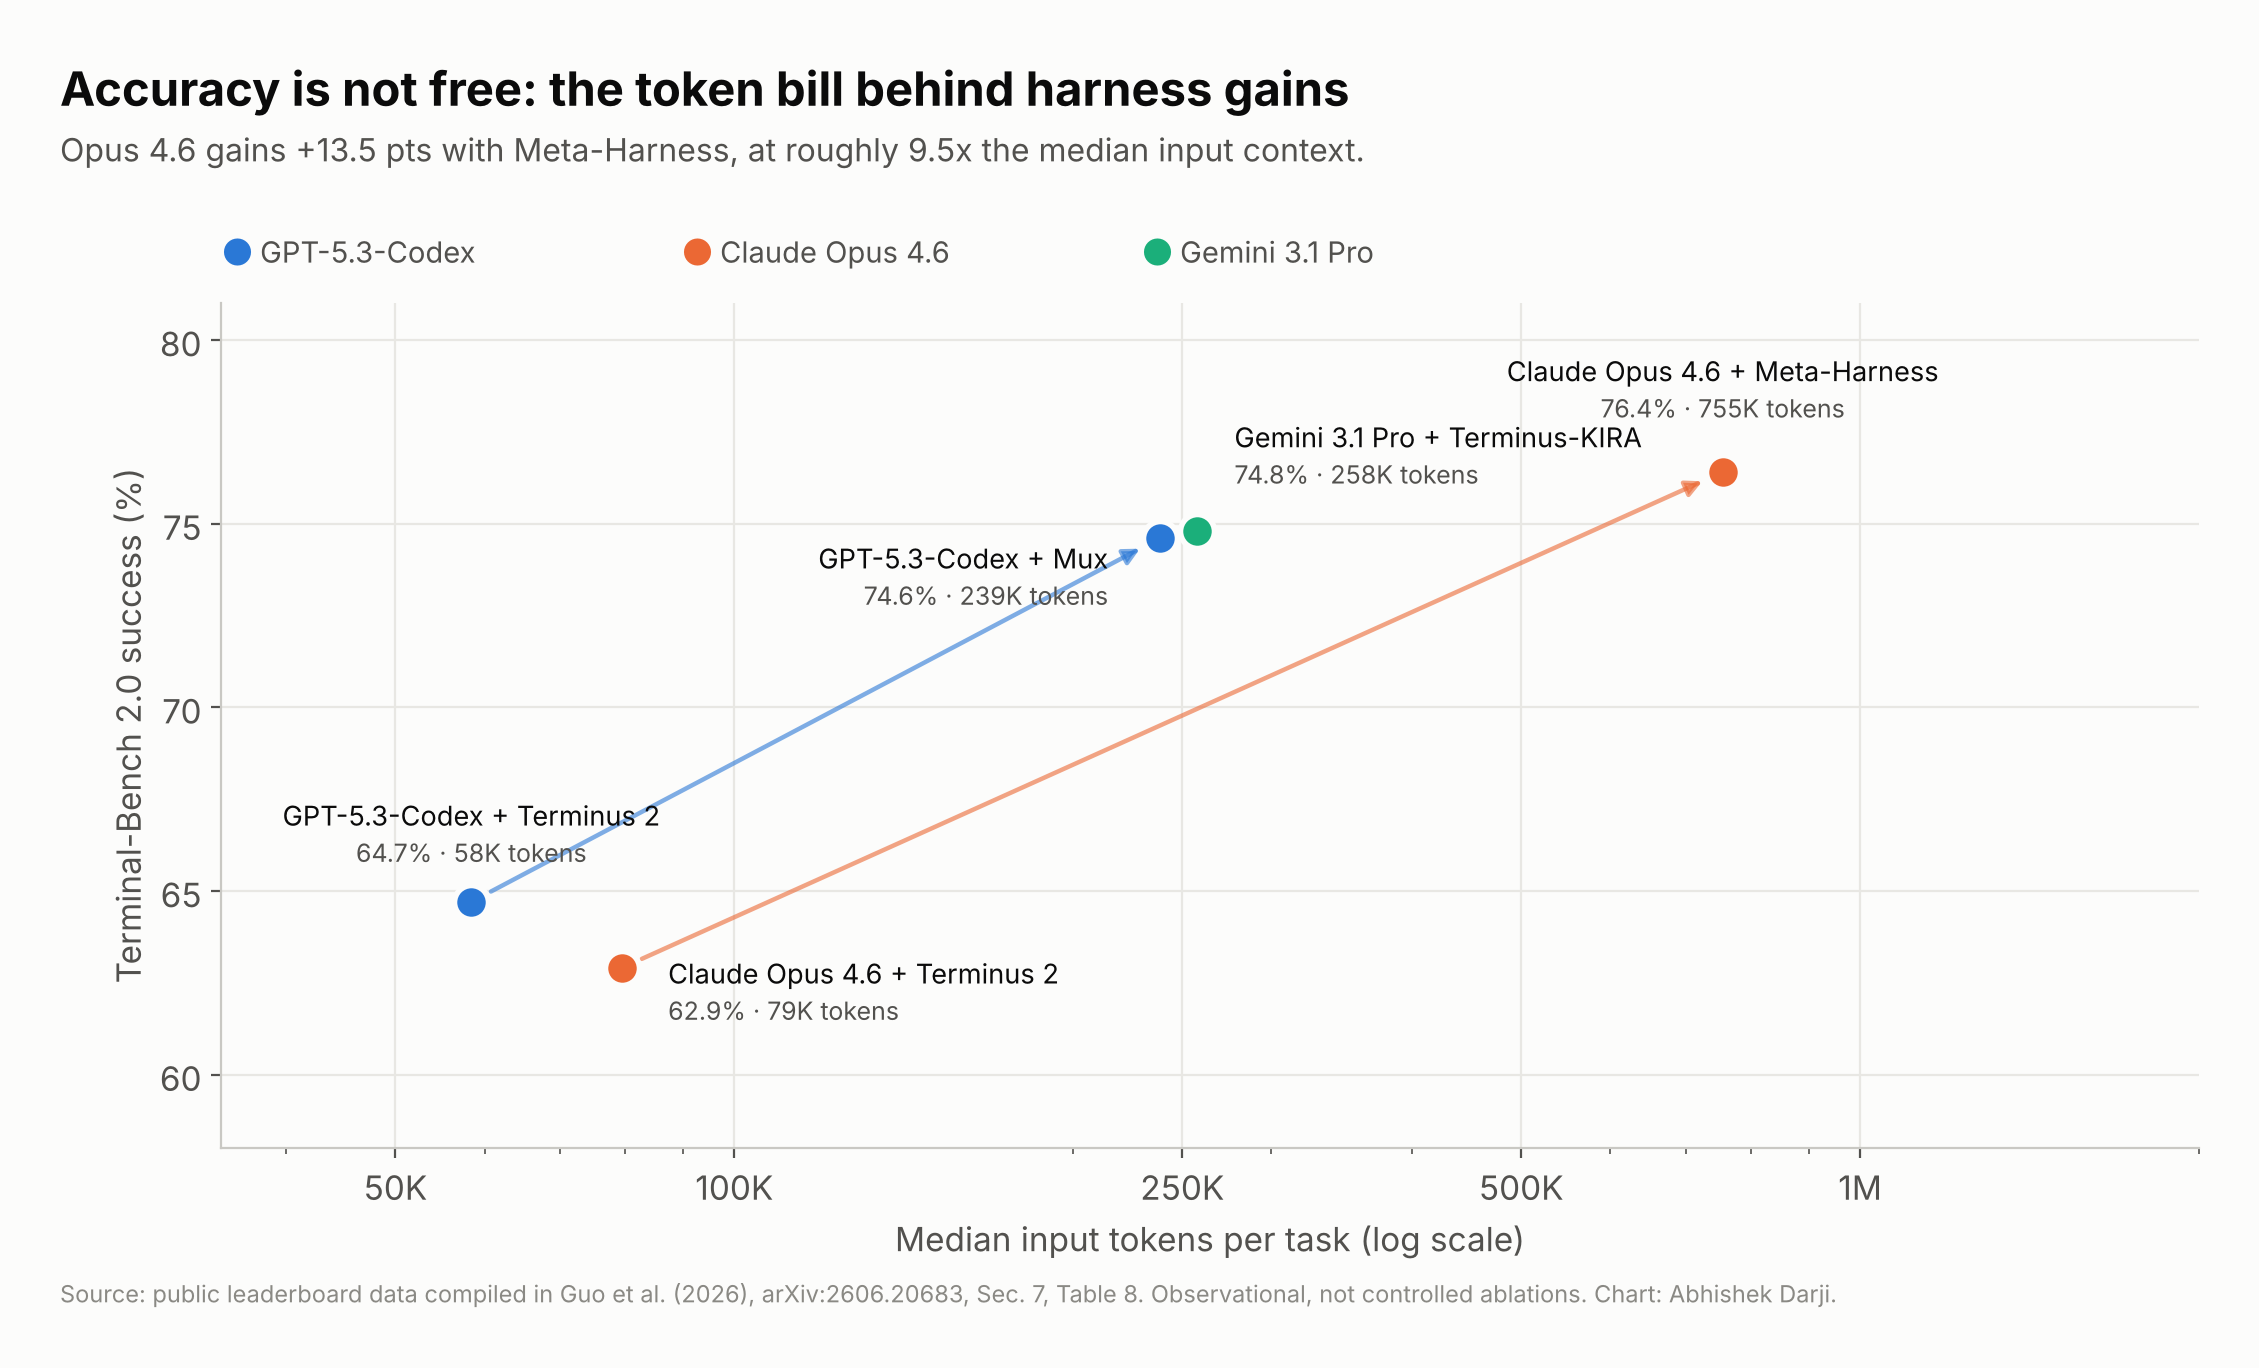 Accuracy is not free: the token bill behind harness gains
Opus 4.6 gains +13.5 pts with Meta-Harness, at roughly 9.5x the median input context.
GPT-5.3-Codex
Claude Opus 4.6
Gemini 3.1 Pro
Terminal-Bench 2.0 success (%)
80
75
70
65
60
Claude Opus 4.6 + Meta-Harness
76.4% · 755K tokens
Gemini 3.1 Pro + Terminus-KIRA
74.8% · 258K tokens
GPT-5.3-Codex + Mux
74.6% · 239K tokens
GPT-5.3-Codex + Terminus 2
64.7% · 58K tokens
Claude Opus 4.6 + Terminus 2
62.9% · 79K tokens
50K
100K
250K
500K
1M
Median input tokens per task (log scale)
Source: public leaderboard data compiled in Guo et al. (2026), arXiv:2606.20683, Sec. 7, Table 8. Observational, not controlled ablations. Chart: Abhishek Darji.